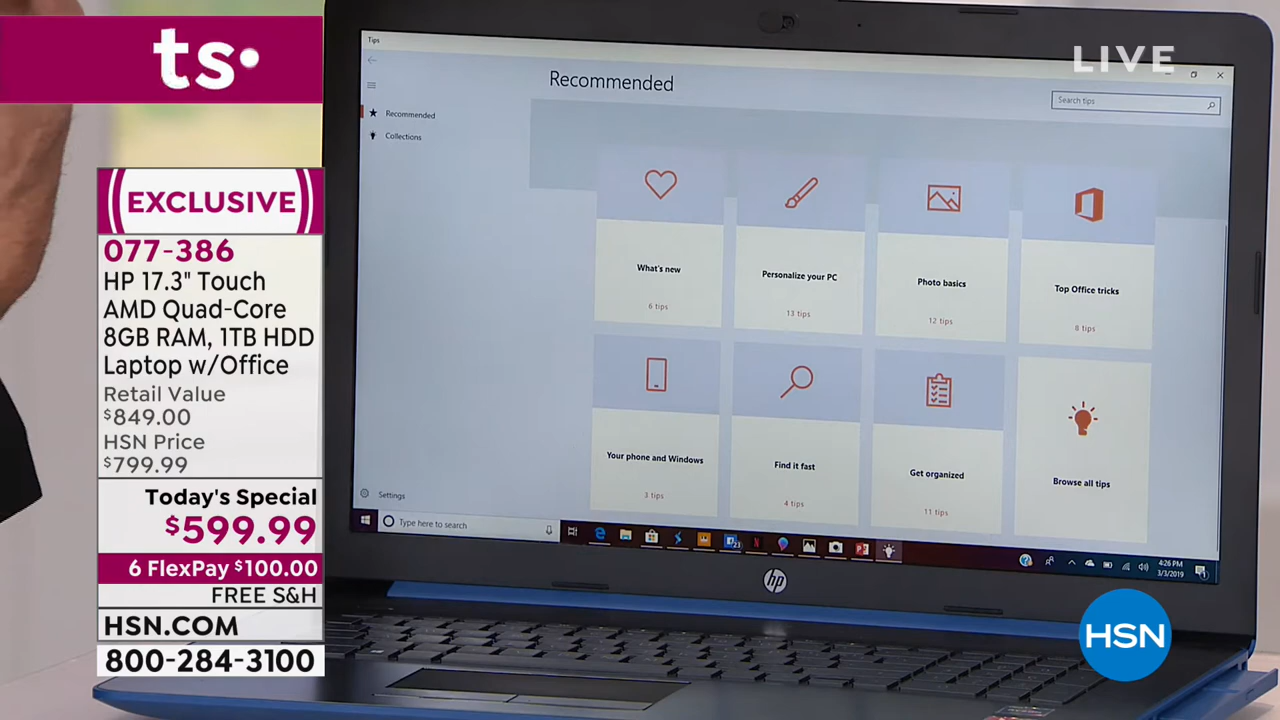 ts.
LIVE
(EXCLUSIVE)
077-386
HP 17.3" Touch
AMD Quad-Core
8GB RAM, 1TB HDD
Laptop w/Office
Retail Value
$849.00
HSN Price
$799.99
Today's Special
$599.99
6 FlexPay $100.00
FREE S&H
HSN.COM
800-284-3100
Tips
Recommended
Search tips
Recommended
Collections
What's new
6 tips
Personalize your PC
13 tips
Photo basics
12 tips
Top Office tricks
8 tips
Your phone and Windows
3 tips
Find it fast
4 tips
Get organized
11 tips
Browse all tips
Settings
Type here to search
23
4:26 PM
3/3/2019
hp
HSN